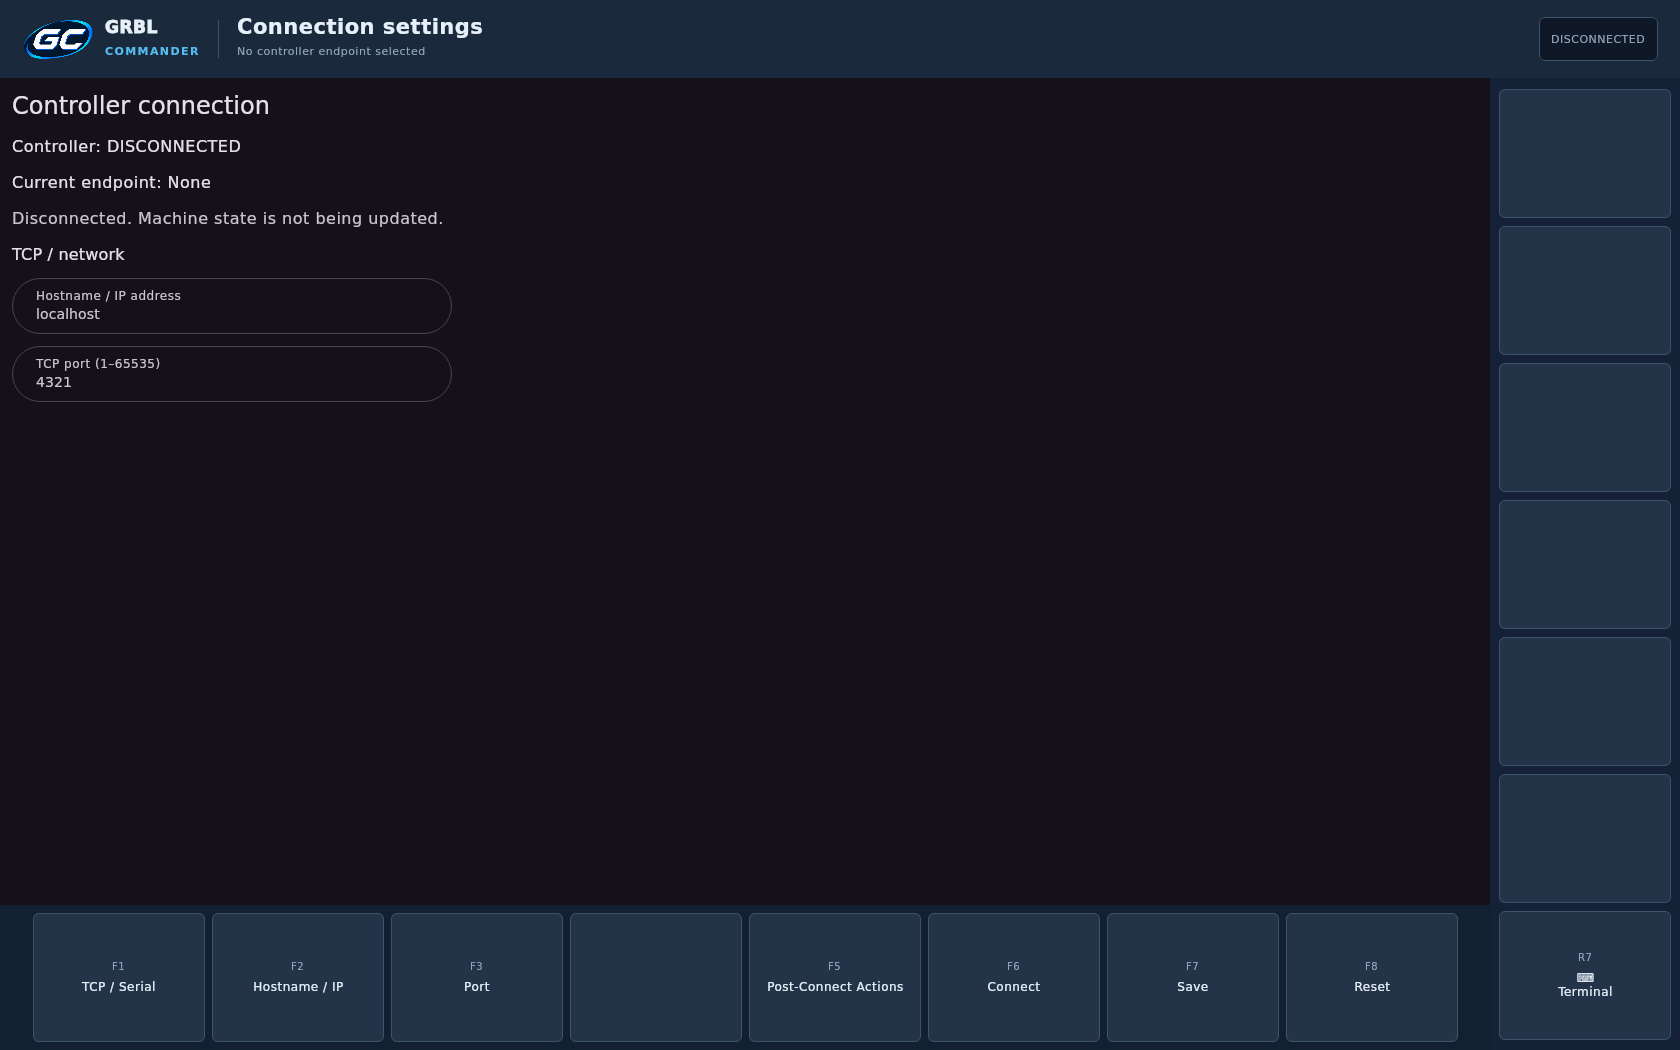 GC
GRBL
COMMANDER
Connection settings
No controller endpoint selected
DISCONNECTED
Controller connection
Controller: DISCONNECTED
Current endpoint: None
Disconnected. Machine state is not being updated.
TCP / network
Hostname / IP address
localhost
TCP port (1–65535)
4321
F1
TCP / Serial
F2
Hostname / IP
F3
Port
F5
Post-Connect Actions
F6
Connect
F7
Save
F8
Reset
R7
Terminal